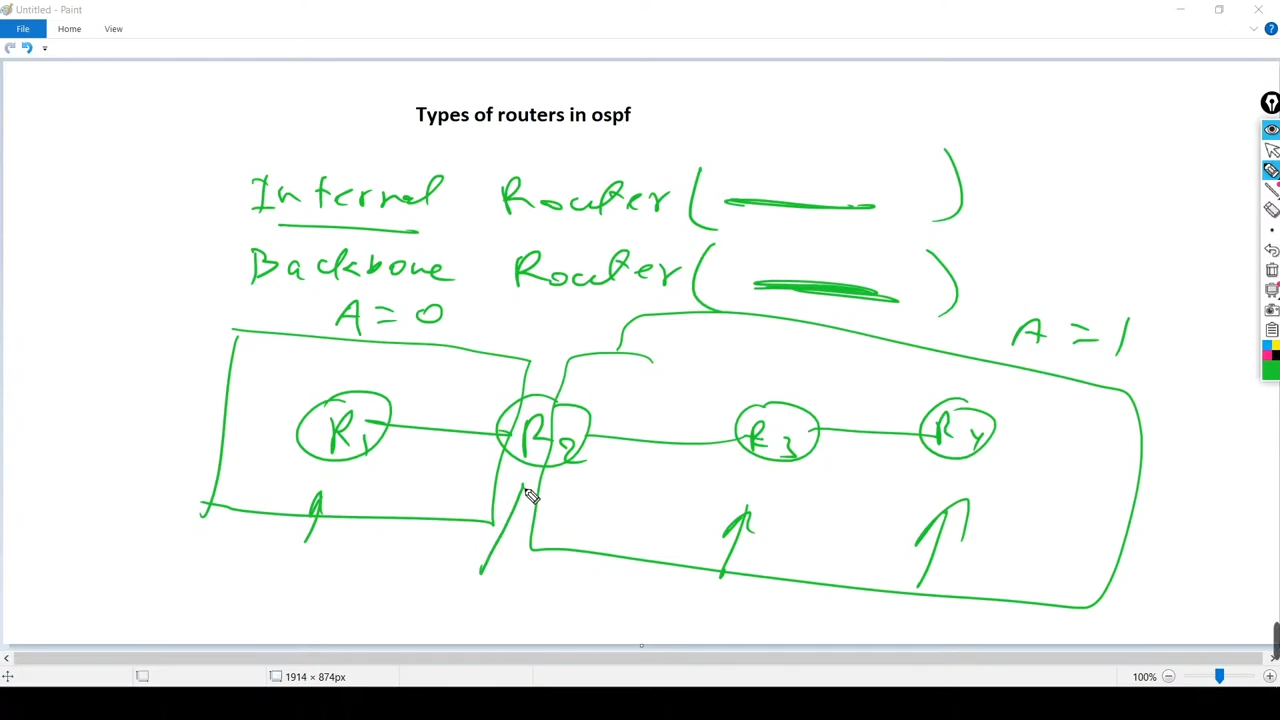 Untitled - Paint
File Home View
Types of routers in ospf
Internal Router ( )
Backbone Router ( )
A = 0
A = 1
R1 R2 R3 R4
1914 × 874px
100%